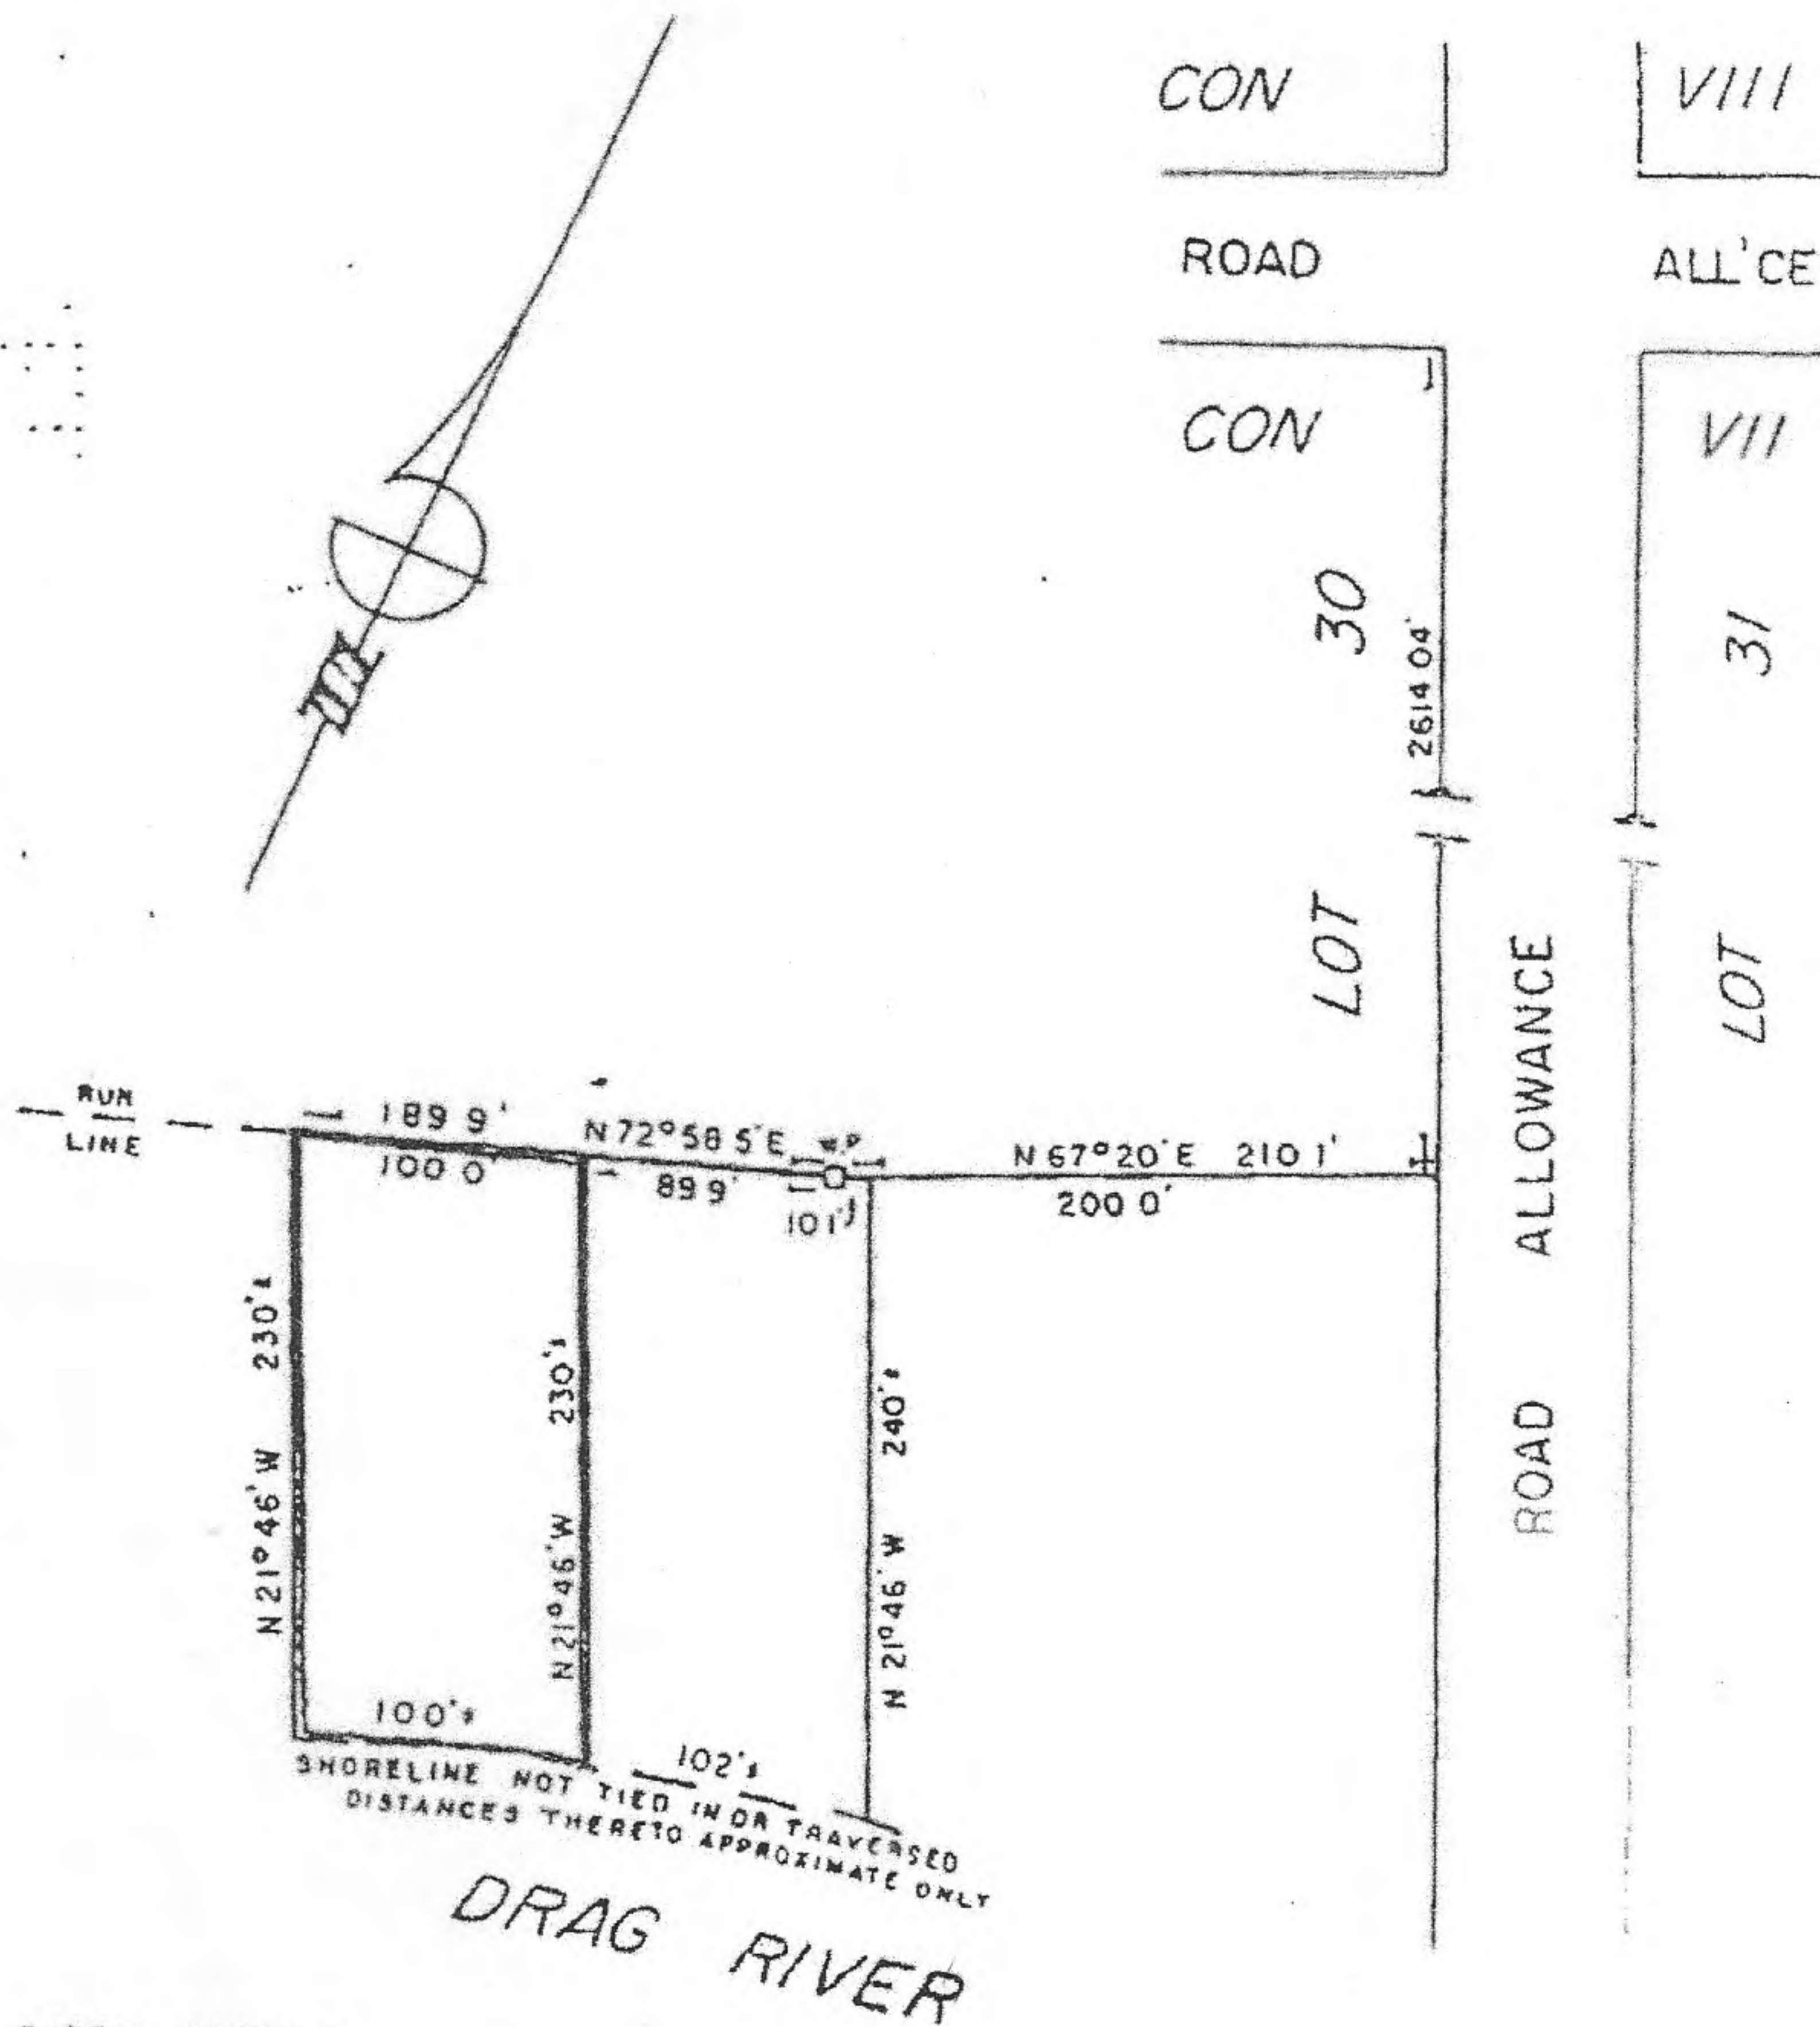 CON VIII
ROAD ALL'CE
CON VII
30
31
2614 04'
LOT
LOT
ROAD ALLOWANCE
RUN
LINE
189 9'
N 72° 58 5' E
W.P
N 67° 20' E 210 1'
100 0'
89 9'
10 1'
200 0'
N 21° 46' W 230'±
N 21° 46' W 230'±
N 21° 46' W 240'±
100'±
102'±
SHORELINE NOT TIED IN OR TRAVERSED
DISTANCES THERETO APPROXIMATE ONLY
DRAG RIVER